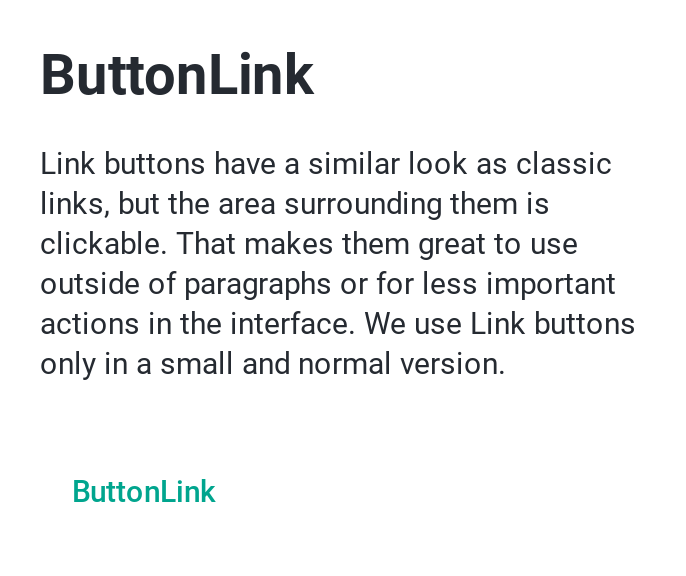 ButtonLink
Link buttons have a similar look as classic
links, but the area surrounding them is
clickable. That makes them great to use
outside of paragraphs or for less important
actions in the interface. We use Link buttons
only in a small and normal version.
ButtonLink